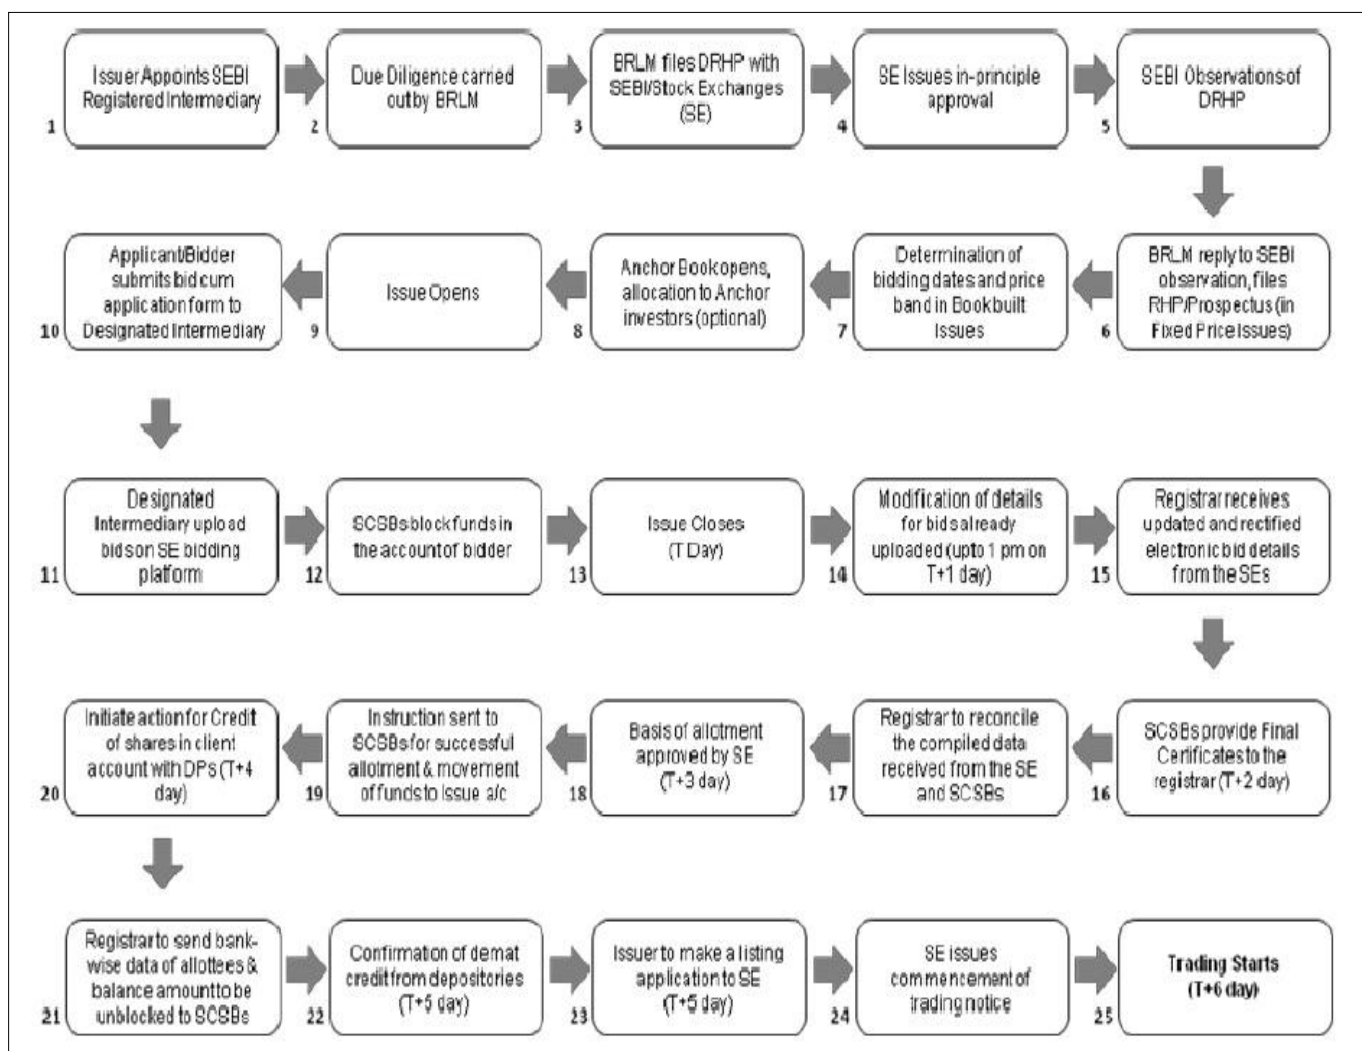 Issuer Appoints SEBI
Registered Intermediary
1
Due Diligence carried
out by BRLM
2
BRLM files DRHP with
SEBI/Stock Exchanges
(SE)
3
SE Issues in-principle
approval
4
SEBI Observations of
DRHP
5
BRLM reply to SEBI
observation, files
RHP/Prospectus (in
Fixed Price Issues)
6
Determination of
bidding dates and price
band in Book built
Issues
7
Anchor Book opens,
allocation to Anchor
investors (optional)
8
Issue Opens
9
Applicant/Bidder
submits bid cum
application form to
Designated Intermediary
10
Designated
Intermediary upload
bids on SE bidding
platform
11
SCSBs block funds in
the account of bidder
12
Issue Closes
(T Day)
13
Modification of details
for bids already
uploaded (upto 1 pm on
T+1 day)
14
Registrar receives
updated and rectified
electronic bid details
from the SEs
15
SCSBs provide Final
Certificates to the
registrar (T+2 day)
16
Registrar to reconcile
the compiled data
received from the SE
and SCSBs
17
Basis of allotment
approved by SE
(T+3 day)
18
Instruction sent to
SCSBs for successful
allotment & movement
of funds to Issue a/c
19
Initiate action for Credit
of shares in client
account with DPs (T+4
day)
20
Registrar to send bank-
wise data of allottees &
balance amount to be
unblocked to SCSBs
21
Confirmation of demat
credit from depositories
(T+5 day)
22
Issuer to make a listing
application to SE
(T+5 day)
23
SE issues
commencement of
trading notice
24
Trading Starts
(T+6 day)
25